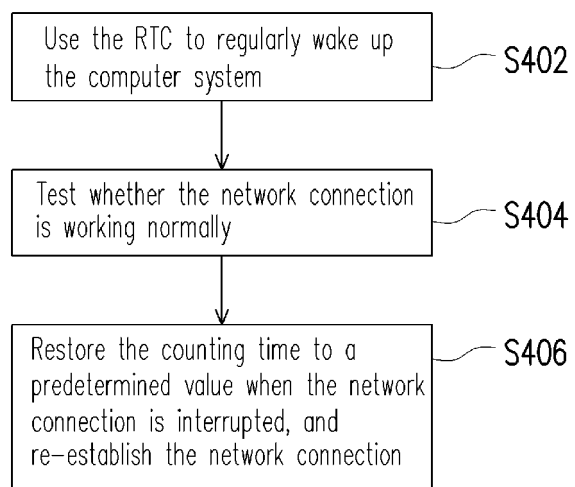 Use the RTC to regularly wake up
the computer system
S402
Test whether the network connection
is working normally
S404
Restore the counting time to a
predetermined value when the network
connection is interrupted, and
re-establish the network connection
S406